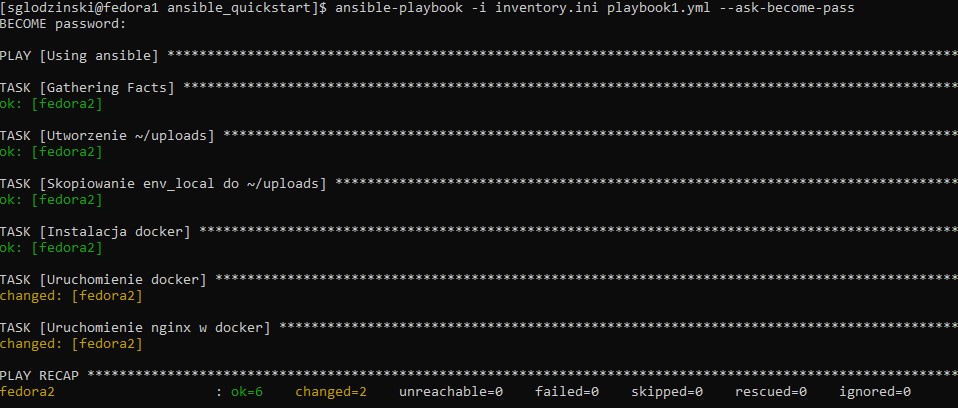 [sglodzinski@fedora1 ansible_quickstart]$ ansible-playbook -i inventory.ini playbook1.yml --ask-become-pass
BECOME password:
PLAY [Using ansible] ***************************************************************************************************
TASK [Gathering Facts] *************************************************************************************************
ok: [fedora2]
TASK [Utworzenie ~/uploads] ********************************************************************************************
ok: [fedora2]
TASK [Skopiowanie env_local do ~/uploads] ******************************************************************************
ok: [fedora2]
TASK [Instalacja docker] ***********************************************************************************************
ok: [fedora2]
TASK [Uruchomienie docker] *********************************************************************************************
changed: [fedora2]
TASK [Uruchomienie nginx w docker] *************************************************************************************
changed: [fedora2]
PLAY RECAP *************************************************************************************************************
fedora2                    : ok=6    changed=2    unreachable=0    failed=0    skipped=0    rescued=0    ignored=0